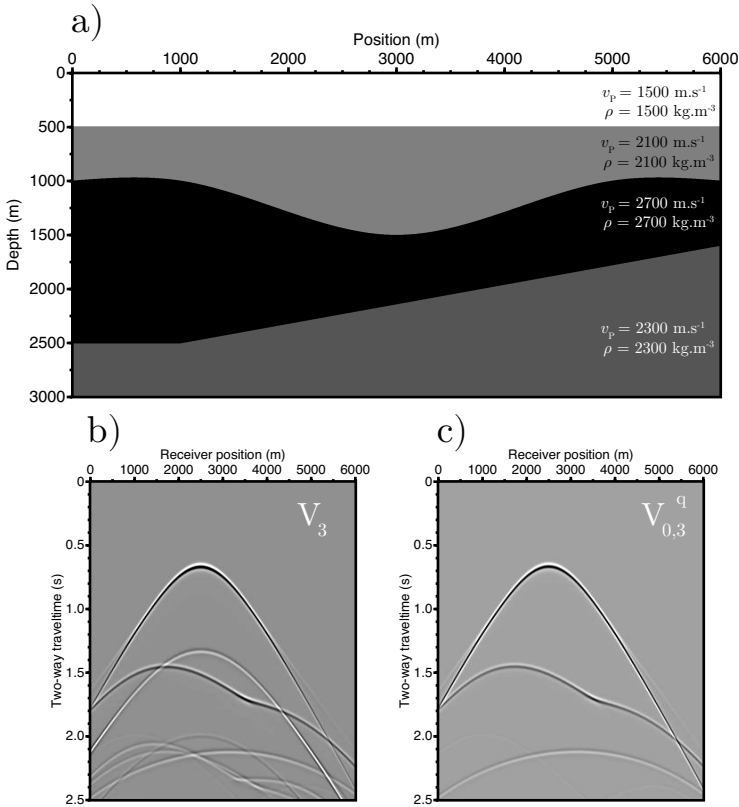 a)
Position (m)
0 1000 2000 3000 4000 5000 6000
Depth (m)
0
500
1000
1500
2000
2500
3000
vP = 1500 m.s-1
ρ = 1500 kg.m-3
vP = 2100 m.s-1
ρ = 2100 kg.m-3
vP = 2700 m.s-1
ρ = 2700 kg.m-3
vP = 2300 m.s-1
ρ = 2300 kg.m-3
b)
Receiver position (m)
0 1000 2000 3000 4000 5000 6000
Two-way traveltime (s)
0
0.5
1.0
1.5
2.0
2.5
V3
c)
Receiver position (m)
0 1000 2000 3000 4000 5000 6000
Two-way traveltime (s)
0
0.5
1.0
1.5
2.0
2.5
V0,3 q